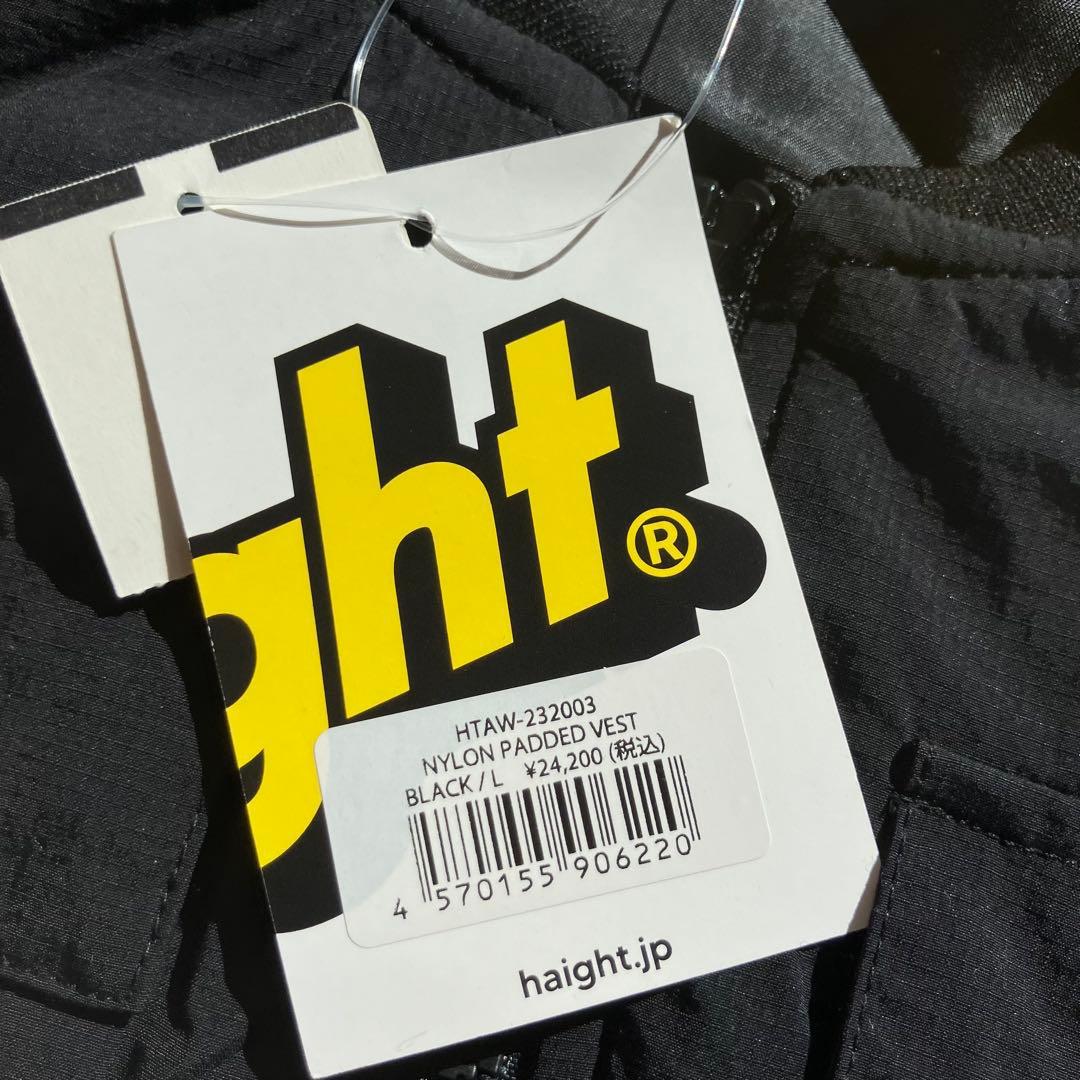 ght®
HTAW-232003
NYLON PADDED VEST
BLACK / L ¥24,200 (税込)
4 570155 906220
haight.jp